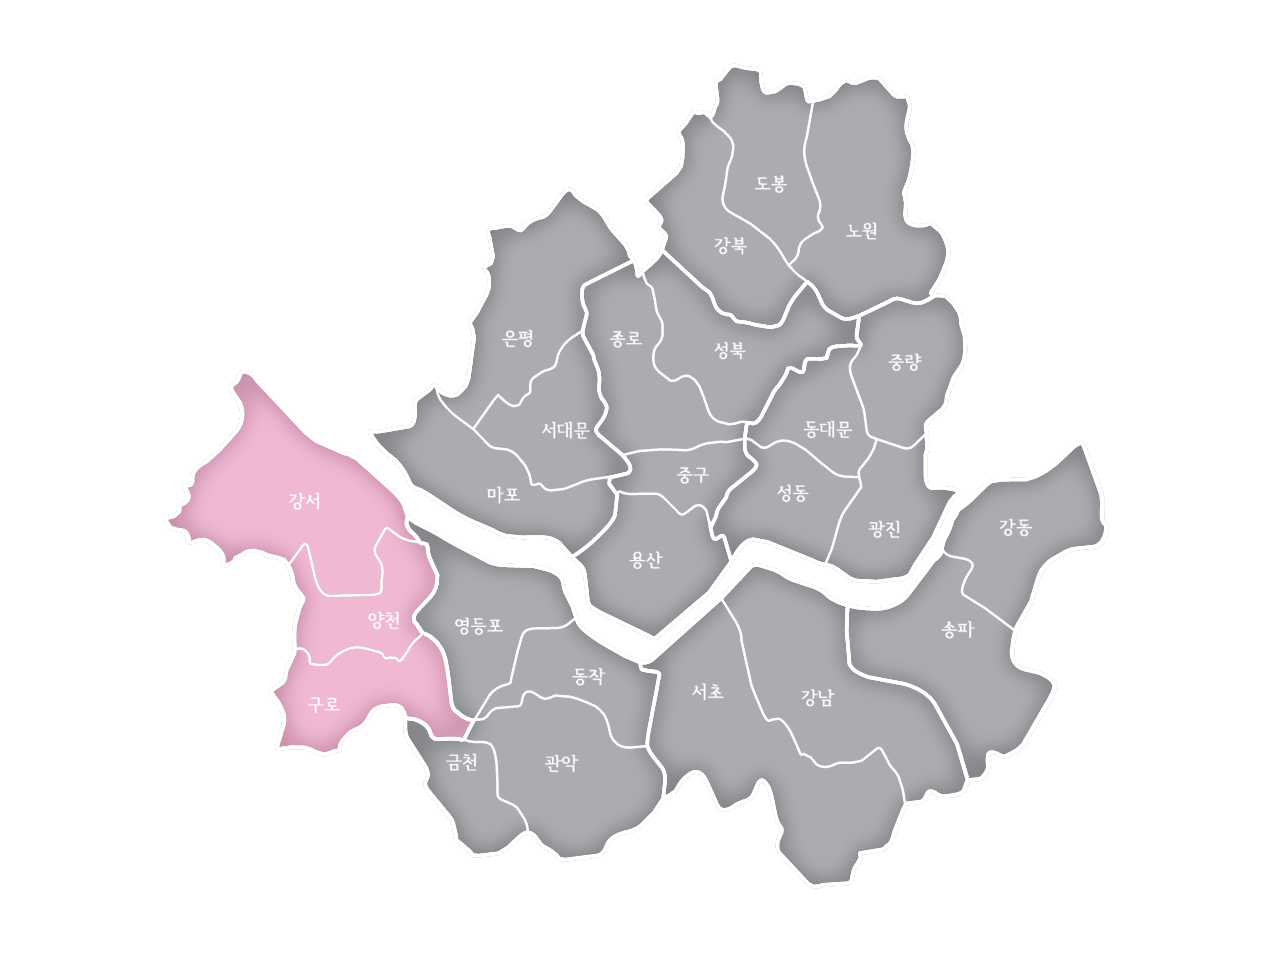 도봉
노원
강북
은평
종로
성북
중랑
서대문
동대문
중구
마포
성동
강서
광진
강동
용산
양천
영등포
송파
동작
서초
강남
구로
금천
관악